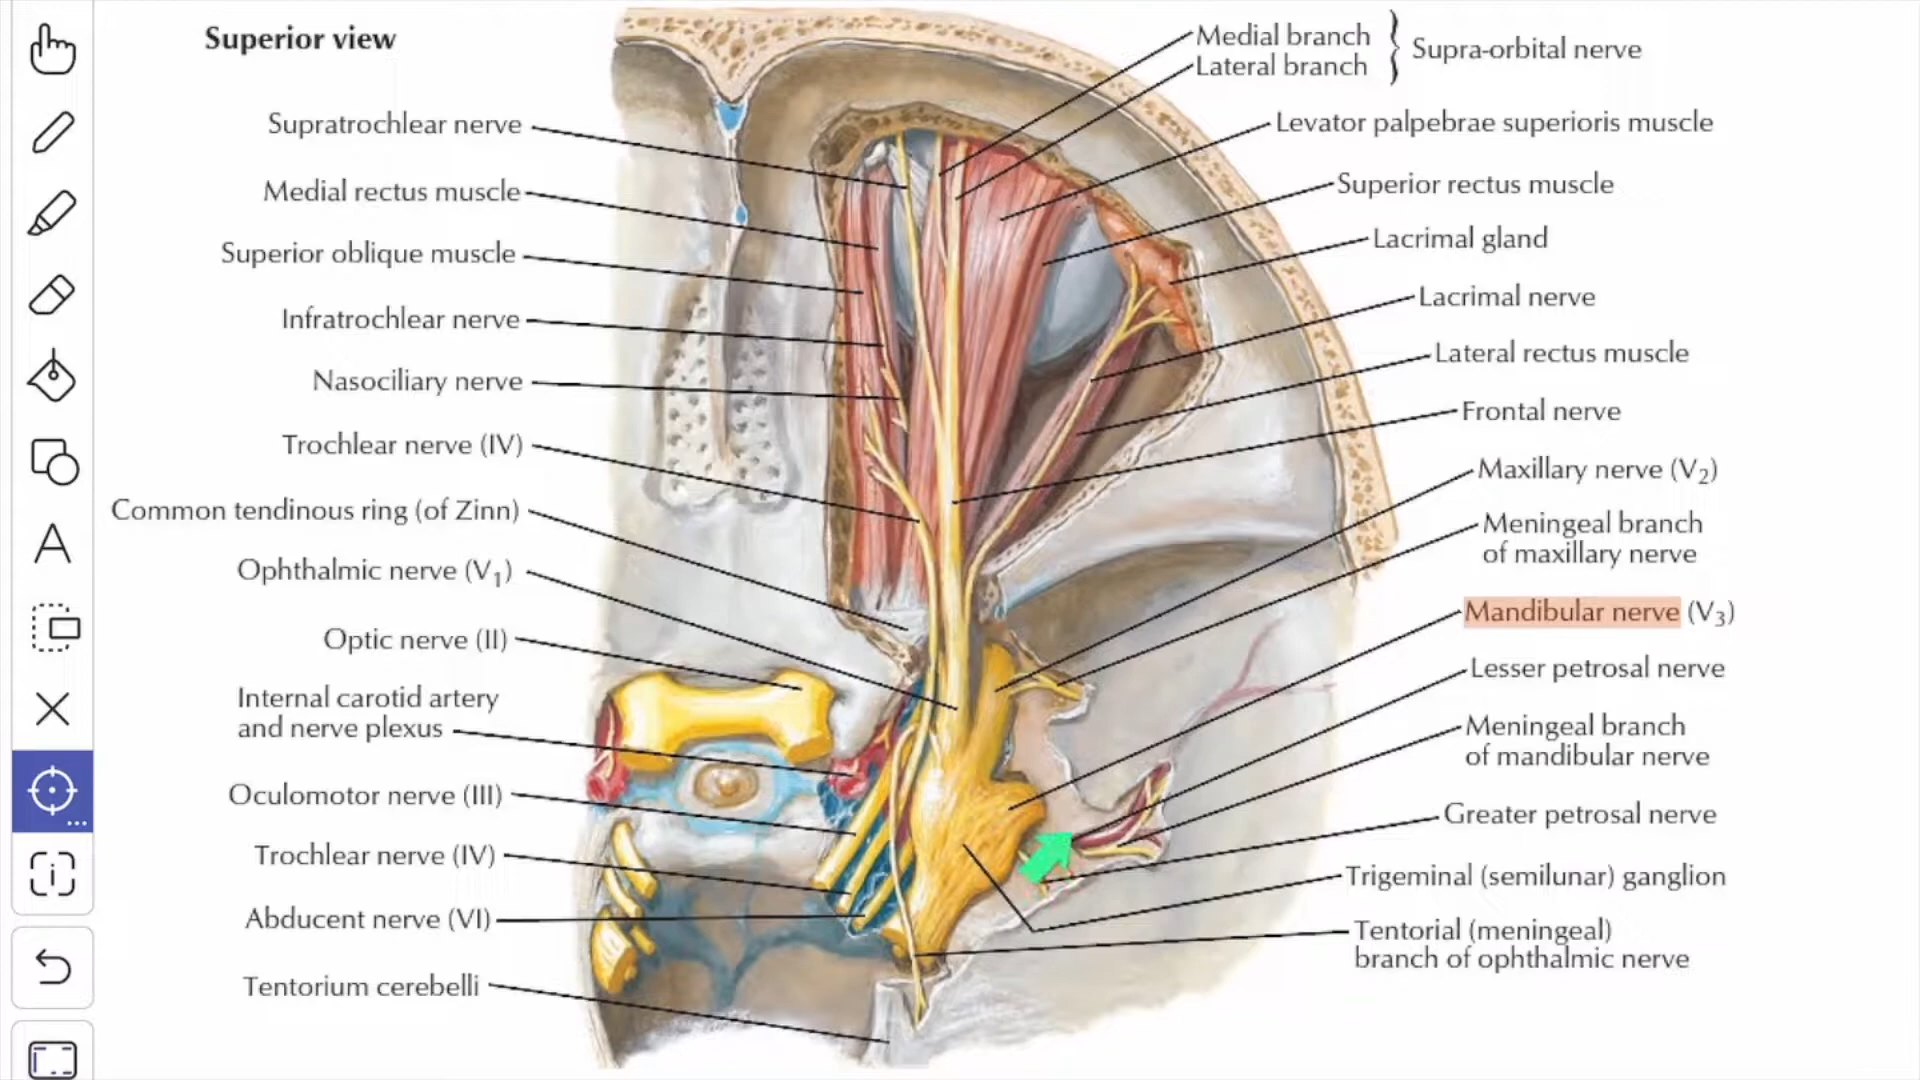 Superior view
Supratrochlear nerve
Medial rectus muscle
Superior oblique muscle
Infratrochlear nerve
Nasociliary nerve
Trochlear nerve (IV)
Common tendinous ring (of Zinn)
Ophthalmic nerve (V₁)
Optic nerve (II)
Internal carotid artery
and nerve plexus
Oculomotor nerve (III)
Trochlear nerve (IV)
Abducent nerve (VI)
Tentorium cerebelli
Medial branch
Lateral branch
Supra-orbital nerve
Levator palpebrae superioris muscle
Superior rectus muscle
Lacrimal gland
Lacrimal nerve
Lateral rectus muscle
Frontal nerve
Maxillary nerve (V₂)
Meningeal branch
of maxillary nerve
Mandibular nerve (V₃)
Lesser petrosal nerve
Meningeal branch
of mandibular nerve
Greater petrosal nerve
Trigeminal (semilunar) ganglion
Tentorial (meningeal)
branch of ophthalmic nerve